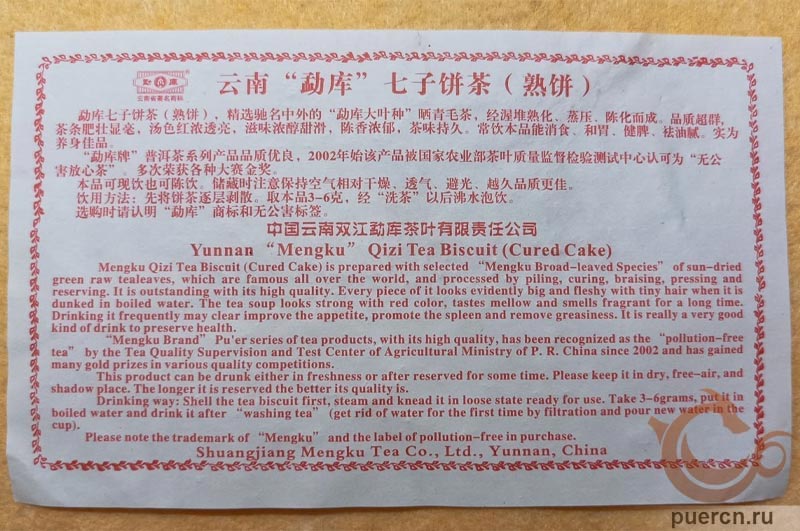 勐库
云南省著名商标
云南“勐库”七子饼茶（熟饼）
勐库七子饼茶（熟饼），精选驰名中外的“勐库大叶种”晒青毛茶，经渥堆熟化、蒸压、陈化而成。品质超群，
茶条肥壮显毫，汤色红浓透亮，滋味浓醇甜滑，陈香浓郁，茶味持久。常饮本品能消食、和胃、健脾、祛油腻。实为
养身佳品。
“勐库牌”普洱茶系列产品品质优良，2002年始该产品被国家农业部茶叶质量监督检验测试中心认可为“无公
害放心茶”。多次荣获各种大赛金奖。
本品可现饮也可陈饮。储藏时注意保持空气相对干燥、透气、避光、越久品质更佳。
饮用方法：先将饼茶逐层剥散。取本品3-6克，经“洗茶”以后沸水泡饮。
选购时请认明“勐库”商标和无公害标签。
中国云南双江勐库茶叶有限责任公司
Yunnan “Mengku” Qizi Tea Biscuit (Cured Cake)
Mengku Qizi Tea Biscuit (Cured Cake) is prepared with selected “Mengku Broad-leaved Species” of sun-dried
green raw tealeaves, which are famous all over the world, and processed by piling, curing, braising, pressing and
reserving. It is outstanding with its high quality. Every piece of it looks evidently big and fleshy with tiny hair when it is
dunked in boiled water. The tea soup looks strong with red color, tastes mellow and smells fragrant for a long time.
Drinking it frequently may clear improve the appetite, promote the spleen and remove greasiness. It is really a very good
kind of drink to preserve health.
“Mengku Brand” Pu'er series of tea products, with its high quality, has been recognized as the “pollution-free
tea” by the Tea Quality Supervision and Test Center of Agricultural Ministry of P. R. China since 2002 and has gained
many gold prizes in various quality competitions.
This product can be drunk either in freshness or after reserved for some time. Please keep it in dry, free-air, and
shadow place. The longer it is reserved the better its quality is.
Drinking way: Shell the tea biscuit first, steam and knead it in loose state ready for use. Take 3-6grams, put it in
boiled water and drink it after “washing tea” (get rid of water for the first time by filtration and pour new water in the
cup).
Please note the trademark of “Mengku” and the label of pollution-free in purchase.
Shuangjiang Mengku Tea Co., Ltd., Yunnan, China
puercn.ru